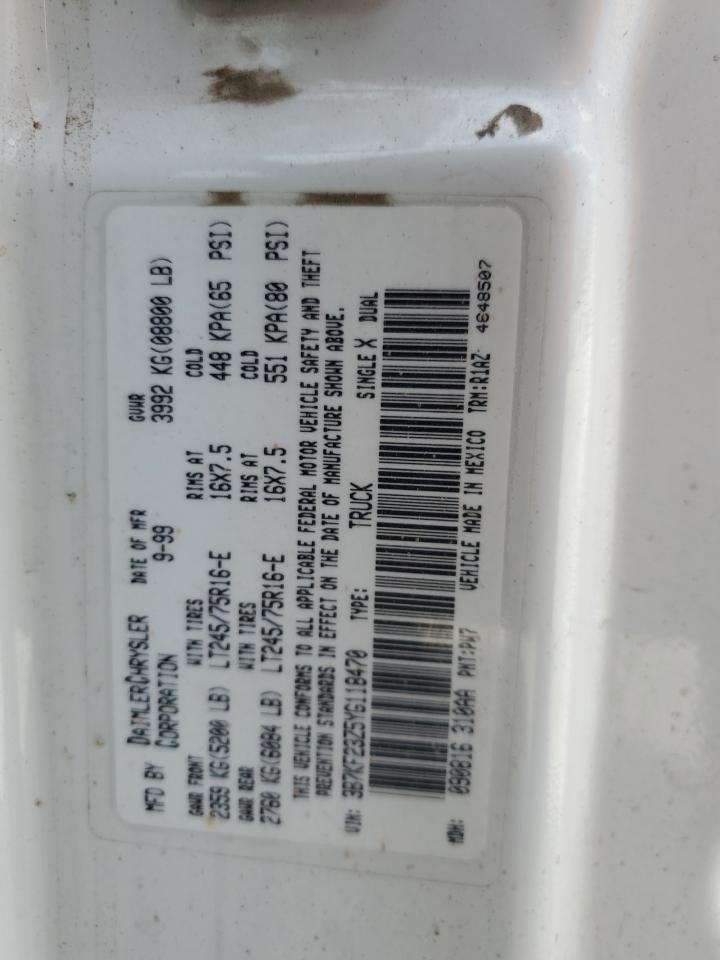 MFD BY DAIMLERCHRYSLER CORPORATION DATE OF MFR 9-99 GVWR 3992 KG(08800 LB)
GAWR FRONT WITH TIRES RIMS AT COLD
2359 KG(5200 LB) LT245/75R16-E 16X7.5 448 KPA(65 PSI)
GAWR REAR WITH TIRES RIMS AT COLD
2760 KG(6084 LB) LT245/75R16-E 16X7.5 551 KPA(80 PSI)
THIS VEHICLE CONFORMS TO ALL APPLICABLE FEDERAL MOTOR VEHICLE SAFETY AND THEFT
PREVENTION STANDARDS IN EFFECT ON THE DATE OF MANUFACTURE SHOWN ABOVE.
VIN: 3B7KF23Z5YG118470 TYPE: TRUCK SINGLE X DUAL
MDH: 090816 310AA PNT:PW7 VEHICLE MADE IN MEXICO TRM:R1AZ 4648507